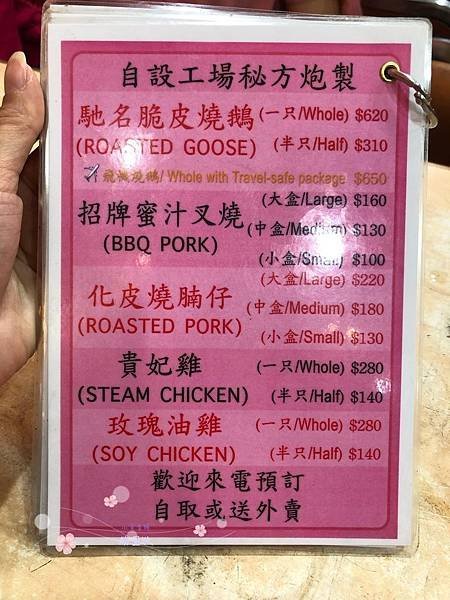 自設工場秘方炮製
馳名脆皮燒鵝 (一只/Whole) $620
(ROASTED GOOSE) (半只/Half) $310
飛機燒鵝/ Whole with Travel-safe package $650
招牌蜜汁叉燒 (大盒/Large) $160
(BBQ PORK) (中盒/Medium) $130
(小盒/Small) $100
化皮燒腩仔 (大盒/Large) $220
(ROASTED PORK) (中盒/Medium) $180
(小盒/Small) $130
貴妃雞 (一只/Whole) $280
(STEAM CHICKEN) (半只/Half) $140
玫瑰油雞 (一只/Whole) $280
(SOY CHICKEN) (半只/Half) $140
歡迎來電預訂
自取或送外賣